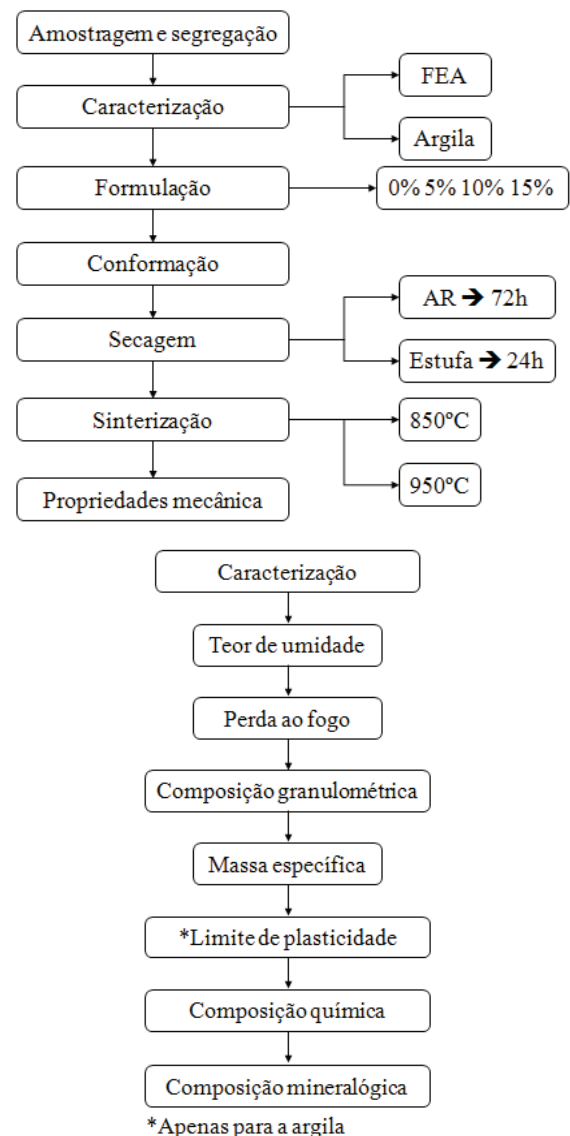 Amostragem e segregação
FEA
Caracterização
Argila
Formulação
0% 5% 10% 15%
Conformação
AR ➔ 72h
Secagem
Estufa ➔ 24h
Sinterização
850ºC
950ºC
Propriedades mecânica
Caracterização
Teor de umidade
Perda ao fogo
Composição granulométrica
Massa específica
*Limite de plasticidade
Composição química
Composição mineralógica
*Apenas para a argila